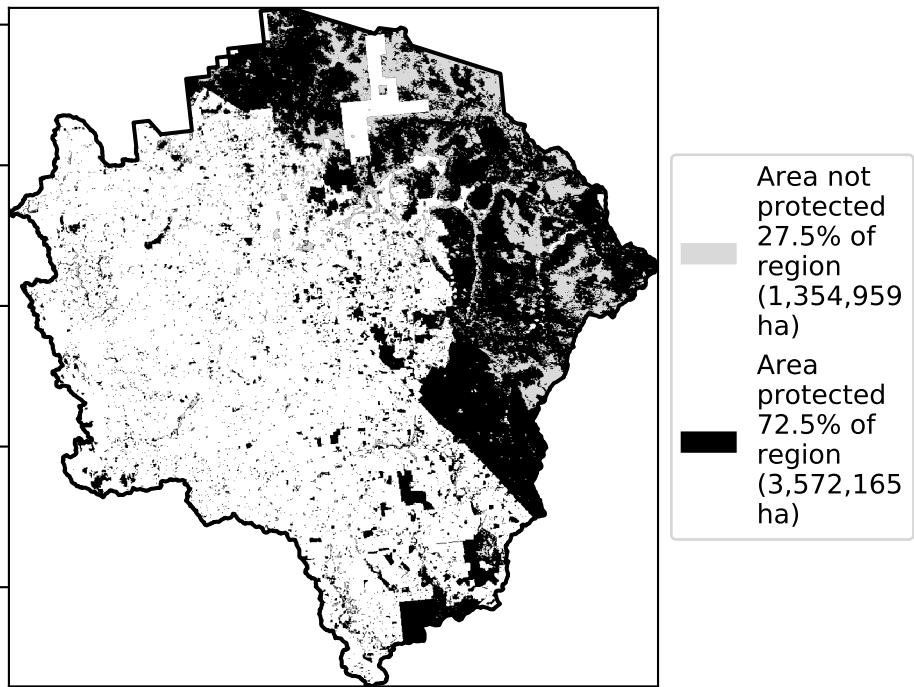 Area not
protected
27.5% of
region
(1,354,959
ha)
Area
protected
72.5% of
region
(3,572,165
ha)